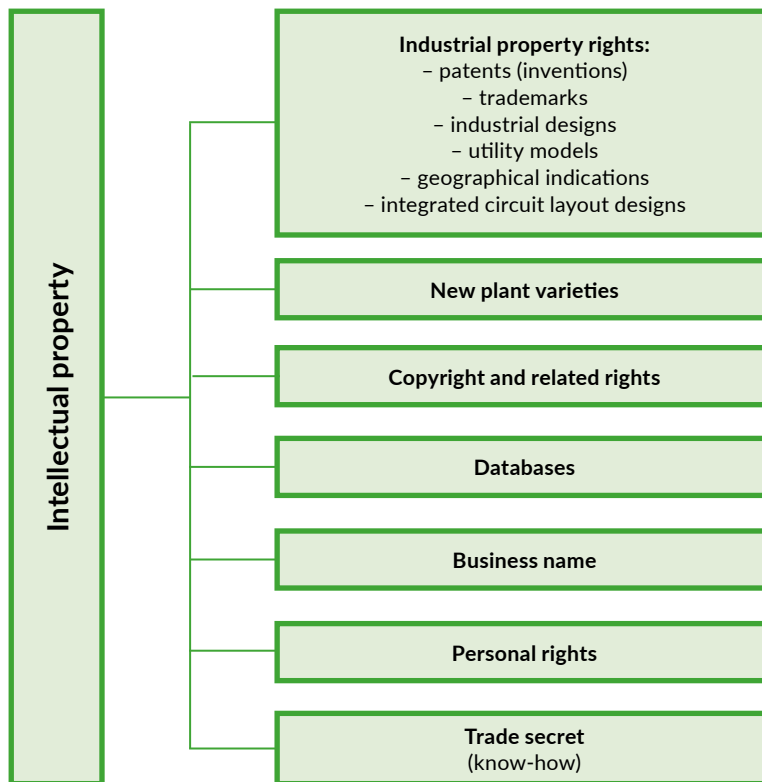 Intellectual property
Industrial property rights:
– patents (inventions)
– trademarks
– industrial designs
– utility models
– geographical indications
– integrated circuit layout designs
New plant varieties
Copyright and related rights
Databases
Business name
Personal rights
Trade secret
(know-how)